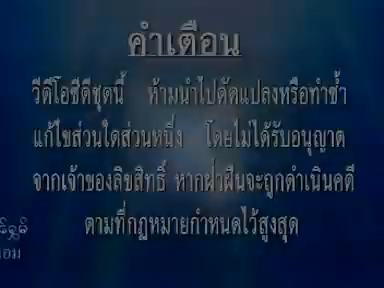 คำเตือน
วีดีโอซีดีชุดนี้ ห้ามนำไปดัดแปลงหรือทำซ้ำ
แก้ไขส่วนใดส่วนหนึ่ง โดยไม่ได้รับอนุญาต
จากเจ้าของลิขสิทธิ์ หากฝ่าฝืนจะถูกดำเนินคดี
ตามที่กฎหมายกำหนดไว้สูงสุด